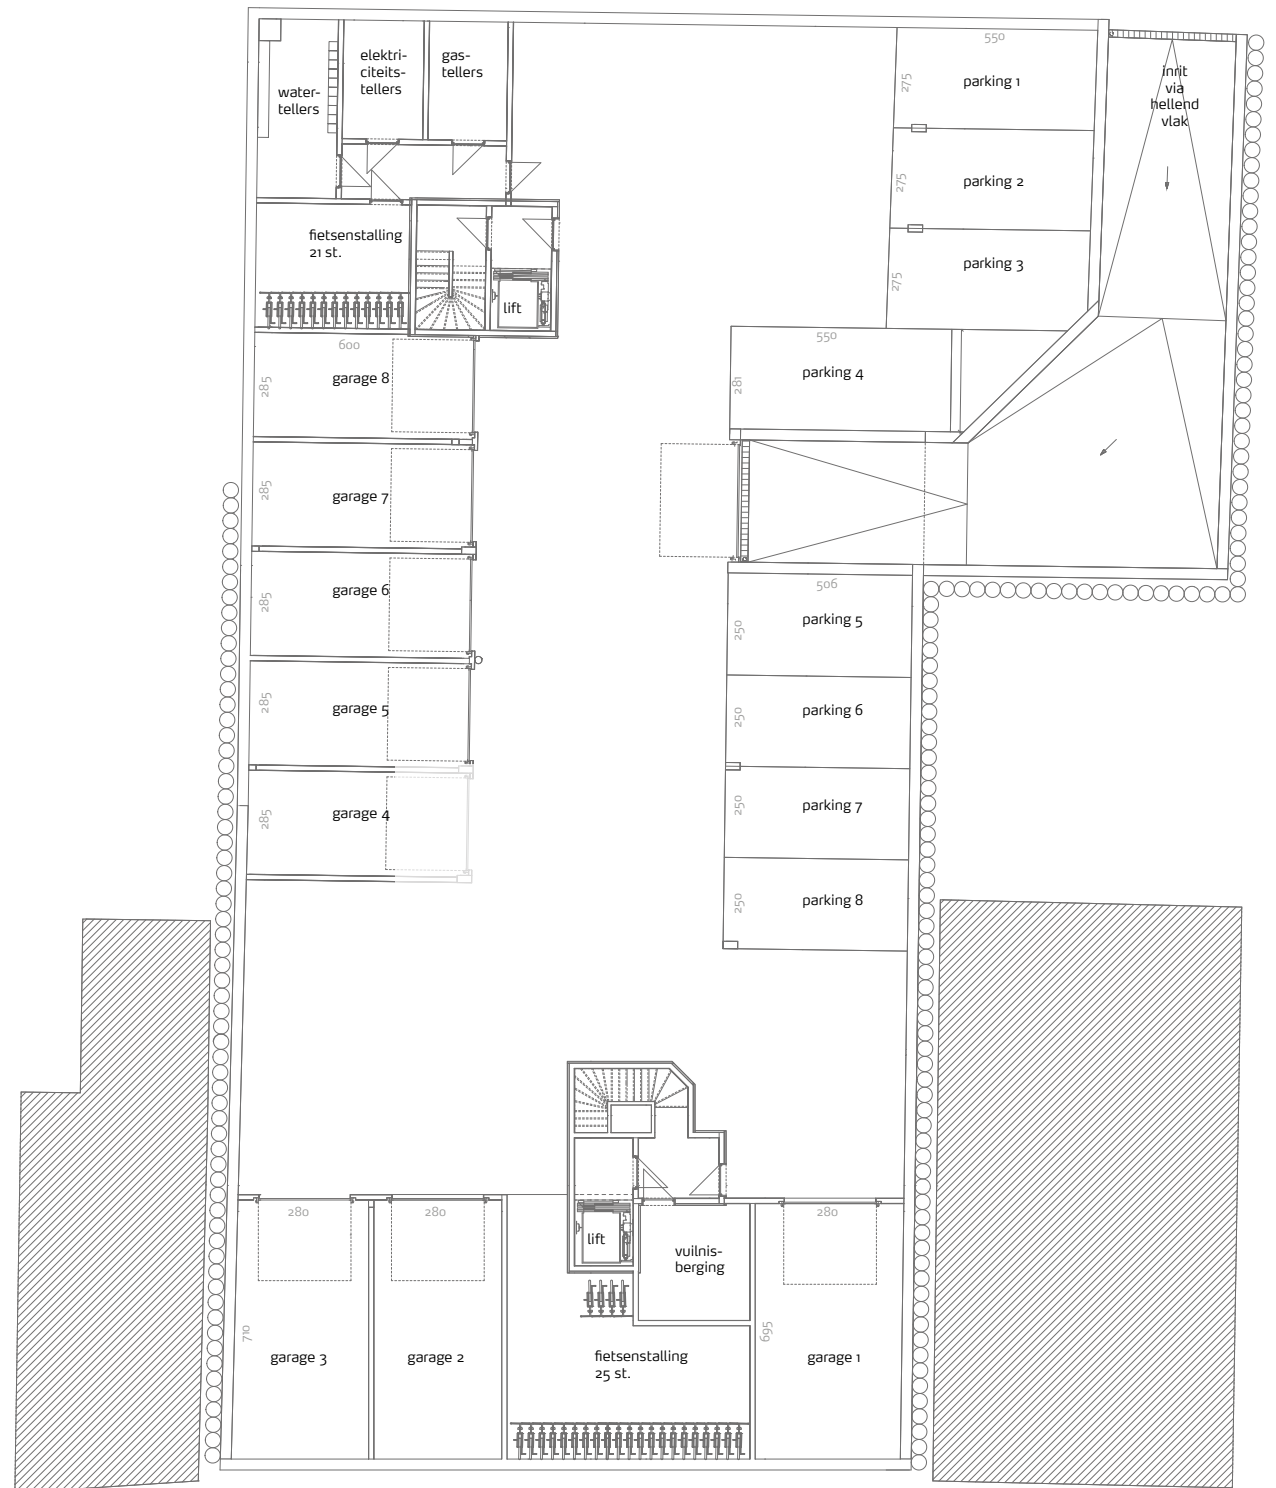 550
inrit
via
hellend
vlak
elektri-
citeits-
tellers
gas-
tellers
275
parking 1
water-
tellers
275
parking 2
fietsenstalling
21 st.
275
parking 3
lift
600
garage 8
285
550
parking 4
281
garage 7
285
garage 6
285
506
parking 5
250
garage 5
285
parking 6
250
garage 4
285
parking 7
250
parking 8
250
280
280
280
lift
vuilnis-
berging
710
695
garage 3
garage 2
fietsenstalling
25 st.
garage 1